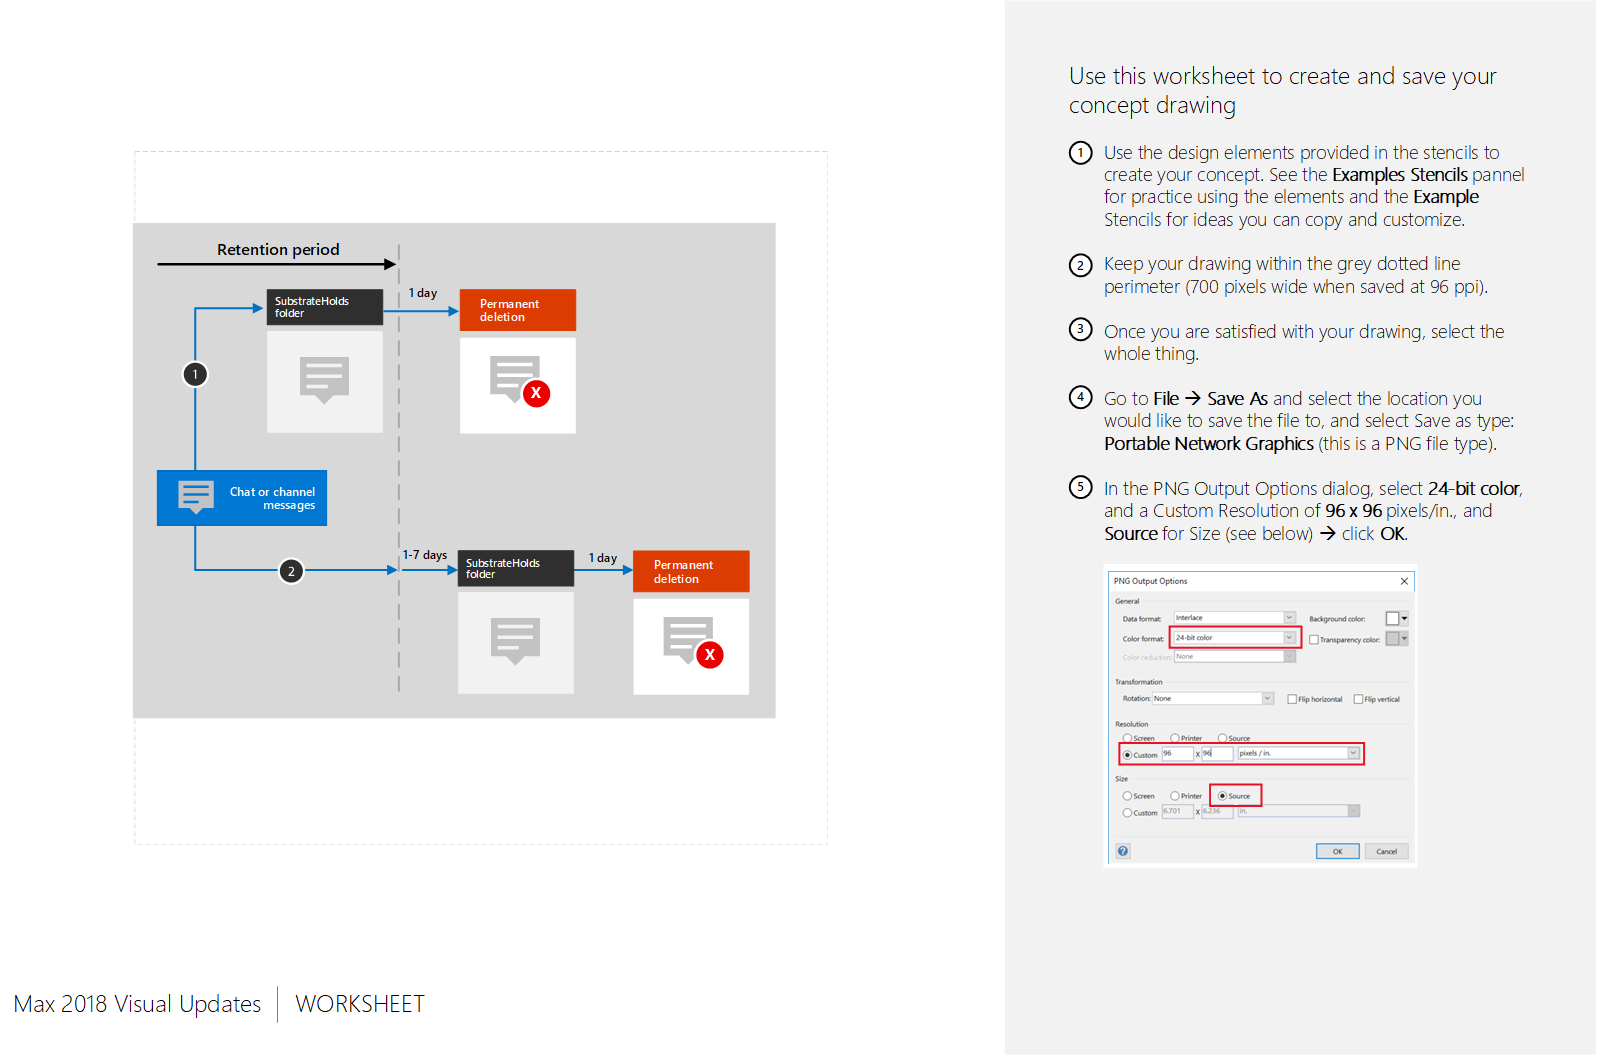 Retention period
SubstrateHolds
folder
1 day
Permanent
deletion
X
1
Chat or channel
messages
2
1-7 days
SubstrateHolds
folder
1 day
Permanent
deletion
X
Max 2018 Visual Updates
WORKSHEET
Use this worksheet to create and save your
concept drawing
1 Use the design elements provided in the stencils to
create your concept. See the Examples Stencils pannel
for practice using the elements and the Example
Stencils for ideas you can copy and customize.
2 Keep your drawing within the grey dotted line
perimeter (700 pixels wide when saved at 96 ppi).
3 Once you are satisfied with your drawing, select the
whole thing.
4 Go to File → Save As and select the location you
would like to save the file to, and select Save as type:
Portable Network Graphics (this is a PNG file type).
5 In the PNG Output Options dialog, select 24-bit color,
and a Custom Resolution of 96 x 96 pixels/in., and
Source for Size (see below) → click OK.
PNG Output Options
General
Data format: Interlace Background color:
Color format: 24-bit color Transparency color:
Color reduction: None
Transformation
Rotation: None Flip horizontal Flip vertical
Resolution
Screen Printer Source
Custom 96 x 96 pixels / in.
Size
Screen Printer Source
Custom 6.701 x 6.236 in.
? OK Cancel